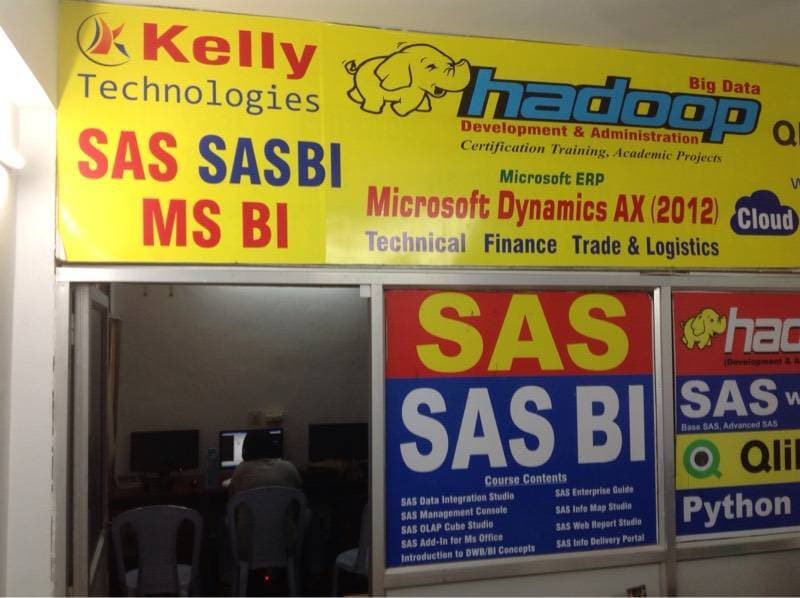 Kelly
Technologies
SAS SASBI
MS BI
Big Data
hadoop
Development & Administration
Certification Training, Academic Projects
Microsoft ERP
Microsoft Dynamics AX (2012)
Technical Finance Trade & Logistics
Cloud
SAS
SAS BI
Course Contents
SAS Data Integration Studio
SAS Management Console
SAS OLAP Cube Studio
SAS Add-In for Ms Office
Introduction to DWB/BI Concepts
SAS Enterprise Guide
SAS Info Map Studio
SAS Web Report Studio
SAS Info Delivery Portal
(Development & A
SAS
Base SAS, Advanced SAS
Python